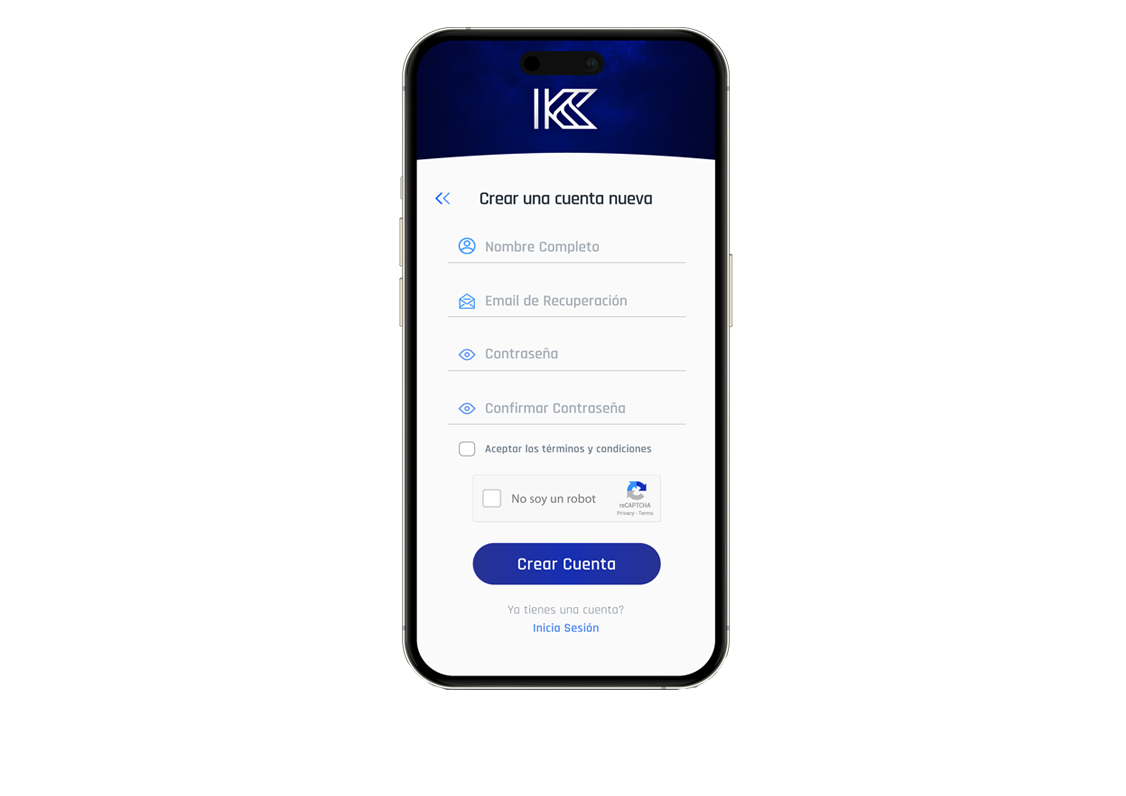 Crear una cuenta nueva
Nombre Completo
Email de Recuperación
Contraseña
Confirmar Contraseña
Aceptar los términos y condiciones
No soy un robot
reCAPTCHA
Privacy - Terms
Crear Cuenta
Ya tienes una cuenta?
Inicia Sesión